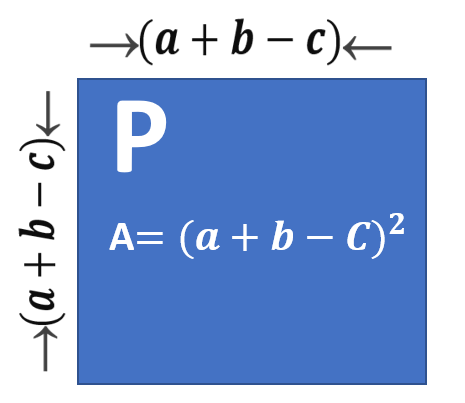 →(a + b − c)←
P
A= (a + b − C)²
→(a + b − c)←